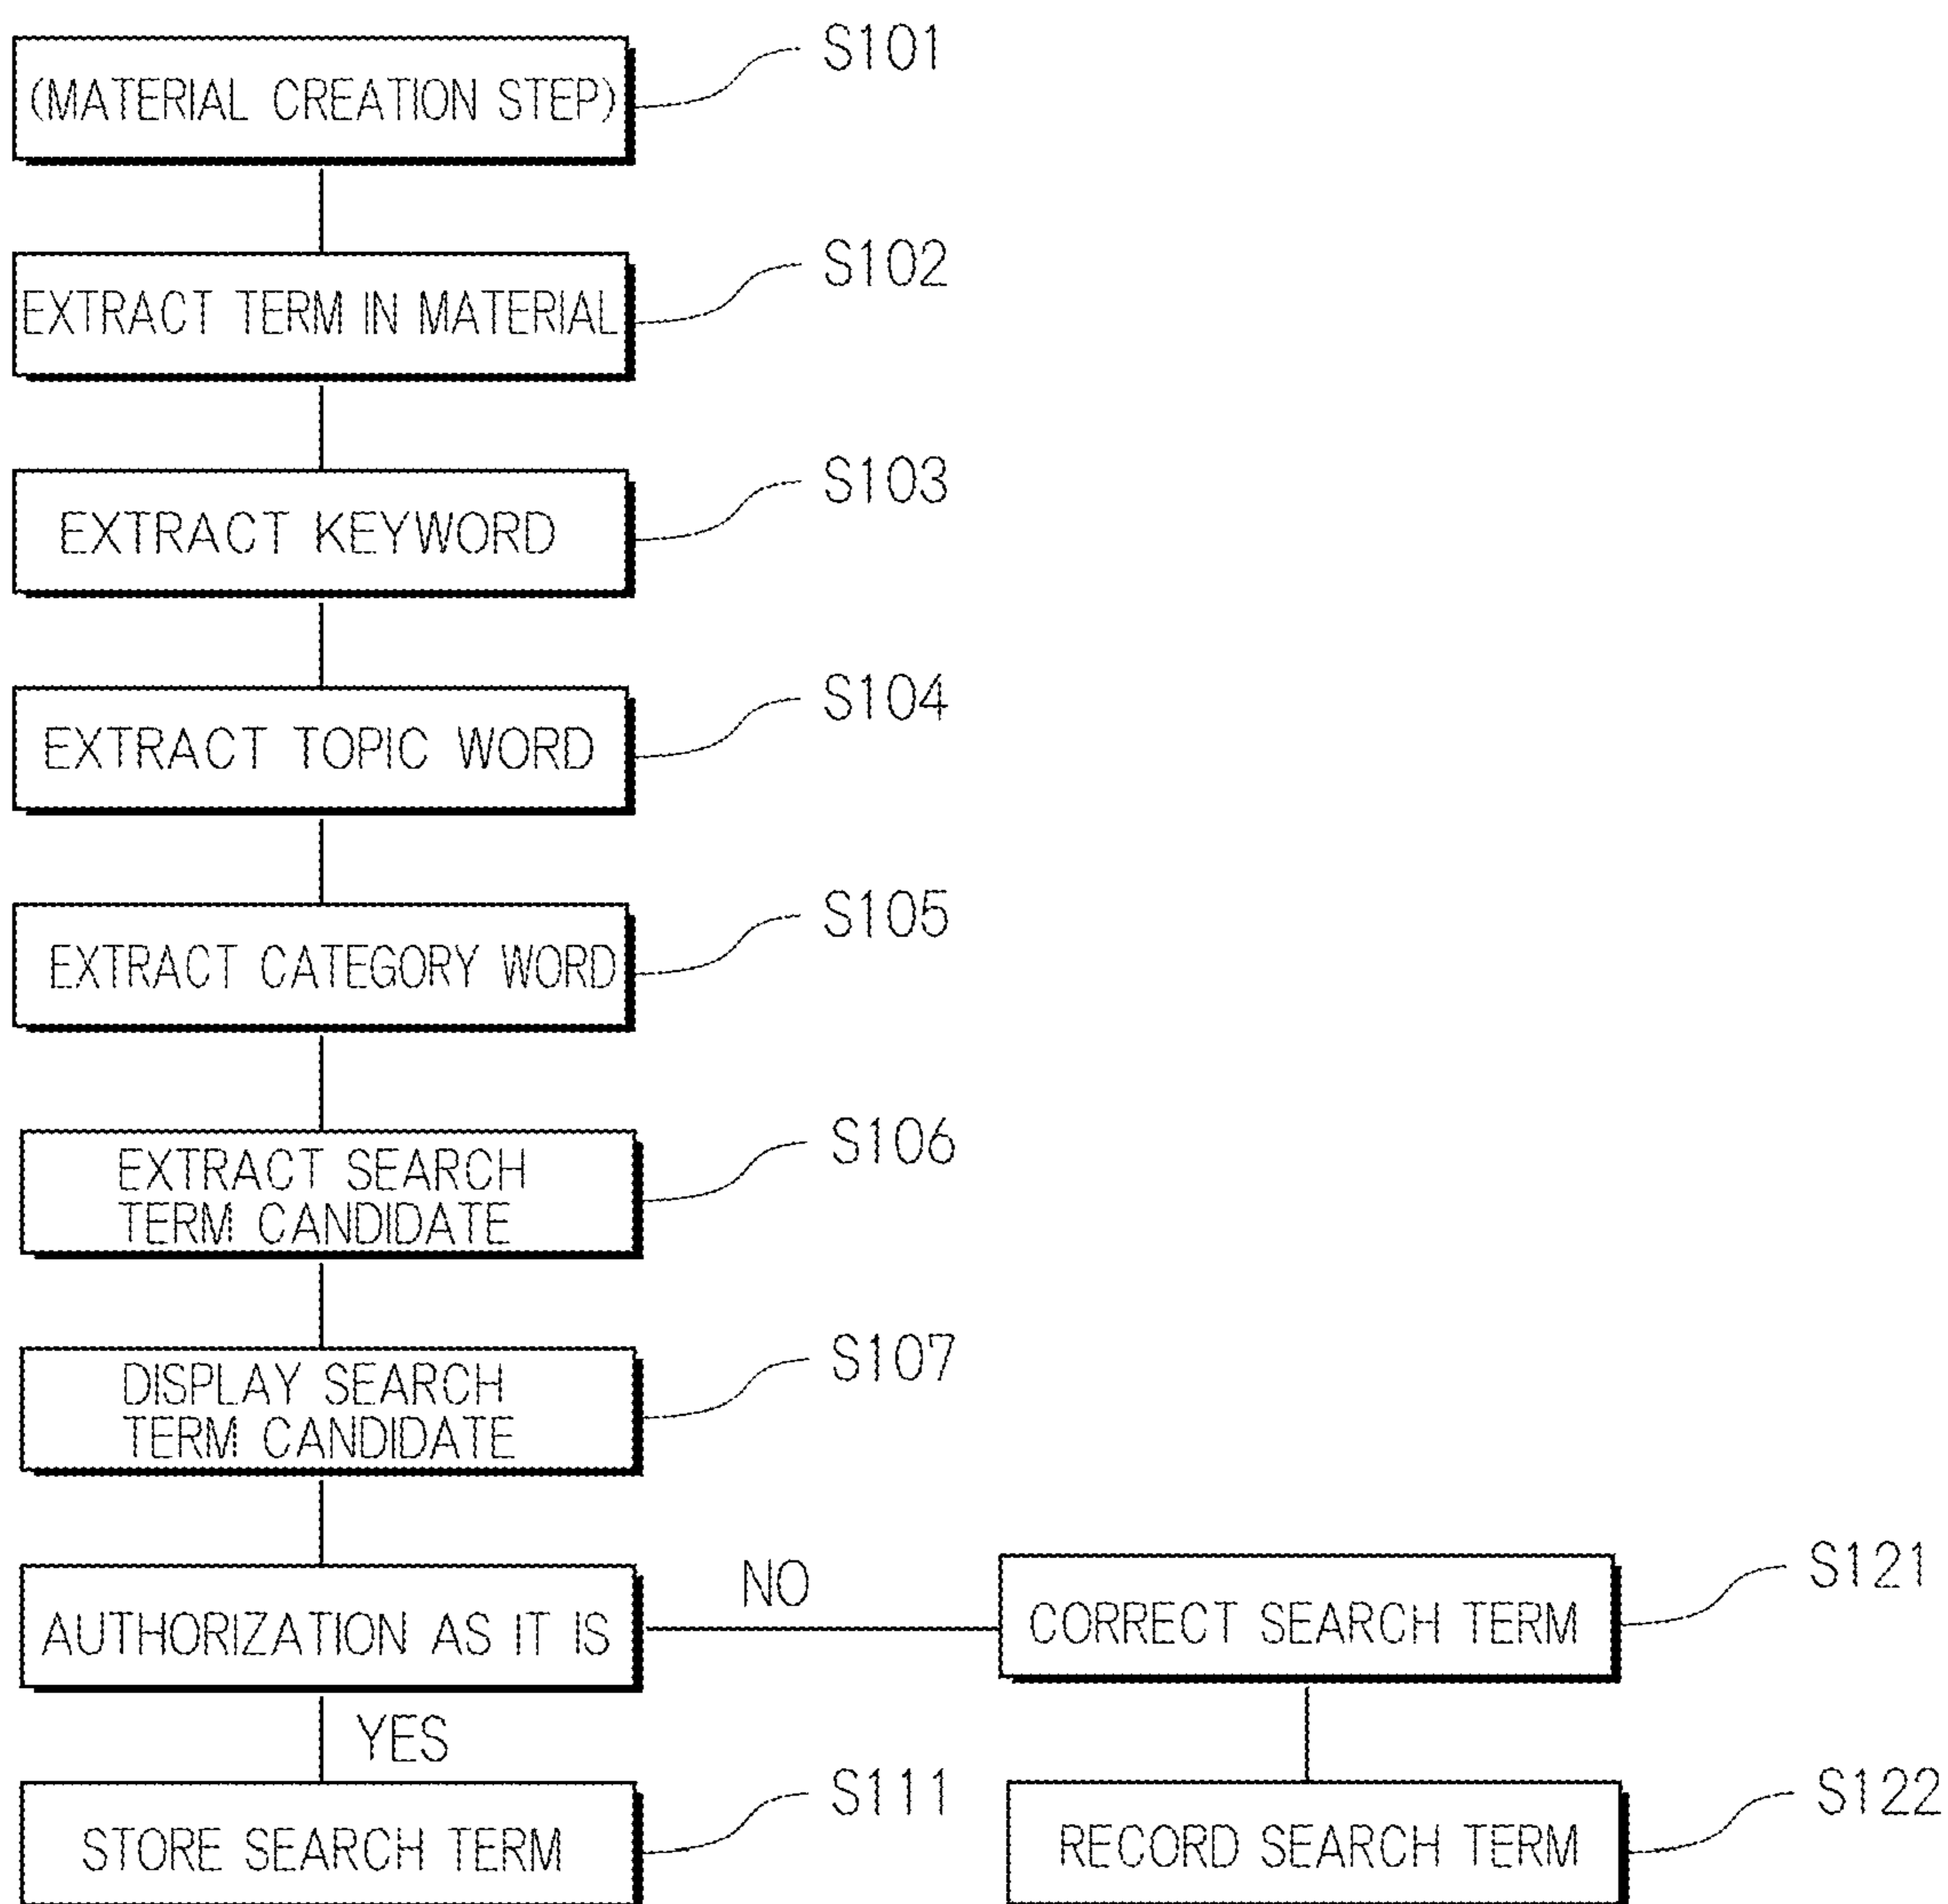 (MATERIAL CREATION STEP)
S101
EXTRACT TERM IN MATERIAL
S102
EXTRACT KEYWORD
S103
EXTRACT TOPIC WORD
S104
EXTRACT CATEGORY WORD
S105
EXTRACT SEARCH
TERM CANDIDATE
S106
DISPLAY SEARCH
TERM CANDIDATE
S107
AUTHORIZATION AS IT IS
NO
CORRECT SEARCH TERM
S121
YES
STORE SEARCH TERM
S111
RECORD SEARCH TERM
S122